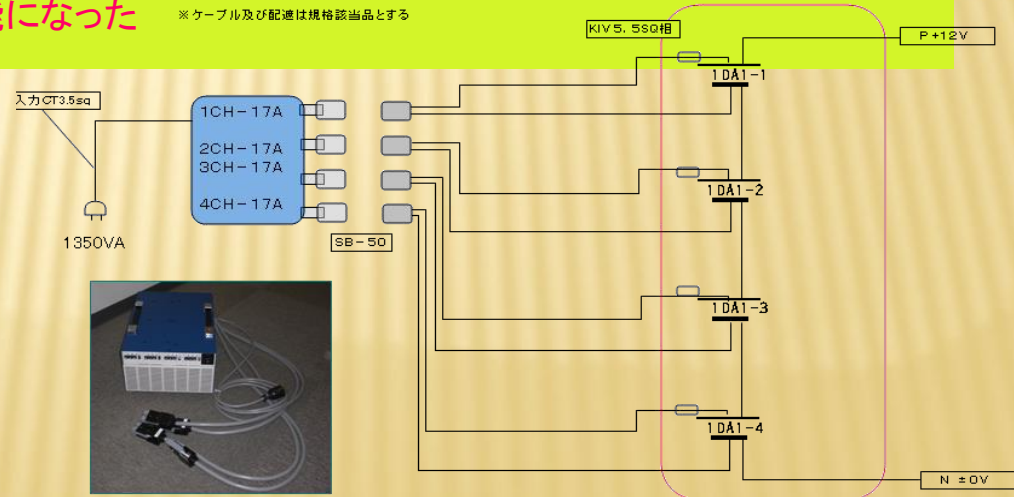 になった
※ケーブル及び配遮は規格該当品とする
KIV5.5SQ相
P+12V
1DA1-1
入力CT3.5sq
1CH-17A
2CH-17A
3CH-17A
4CH-17A
1DA1-2
1350VA
SB-50
1DA1-3
1DA1-4
N ±0V